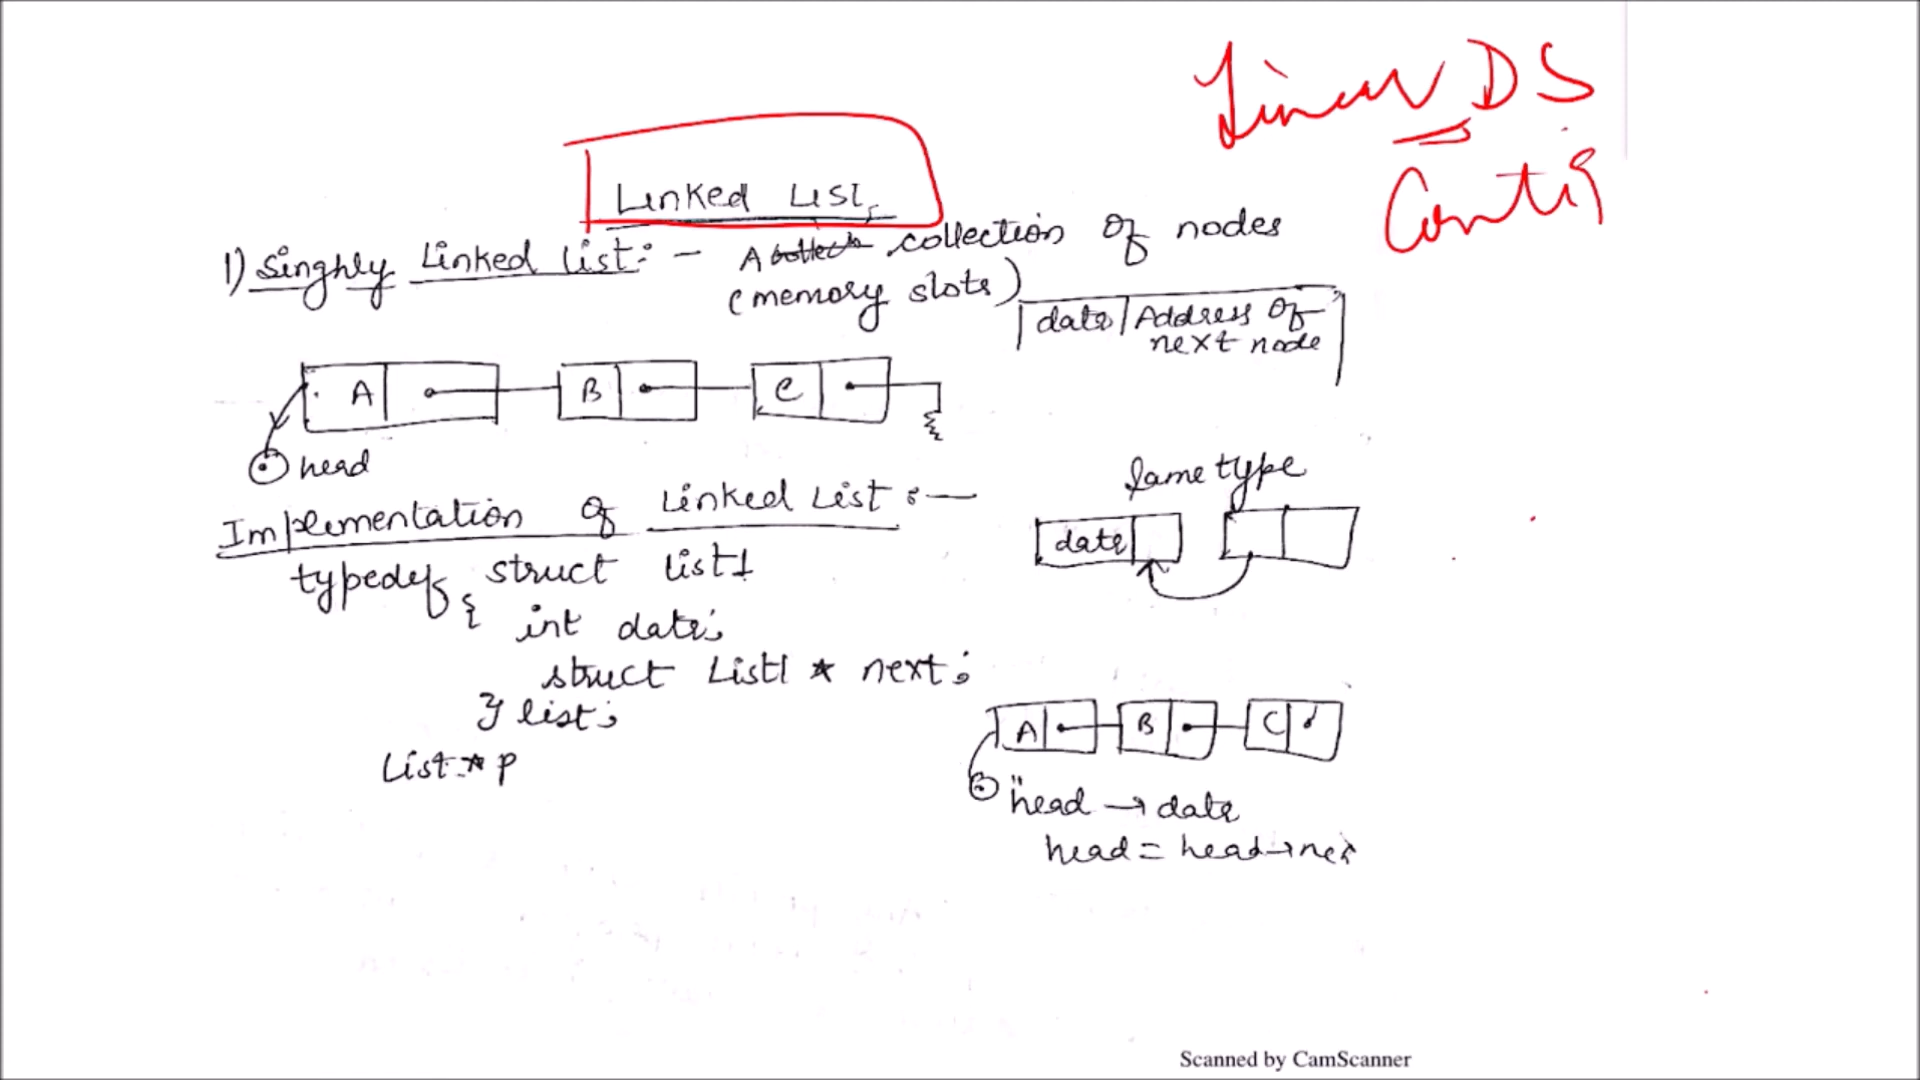 Linear DS
Contig
Linked List
1) Singhly Linked List :- A collection of nodes
(memory slots)
data | Address of
next node
A B C
head
Same type
Implementation of Linked List :-
data
typedef struct list1
{
int data;
struct List1 * next;
} list;
List * p
A B C
head → data
head = head → nex
Scanned by CamScanner